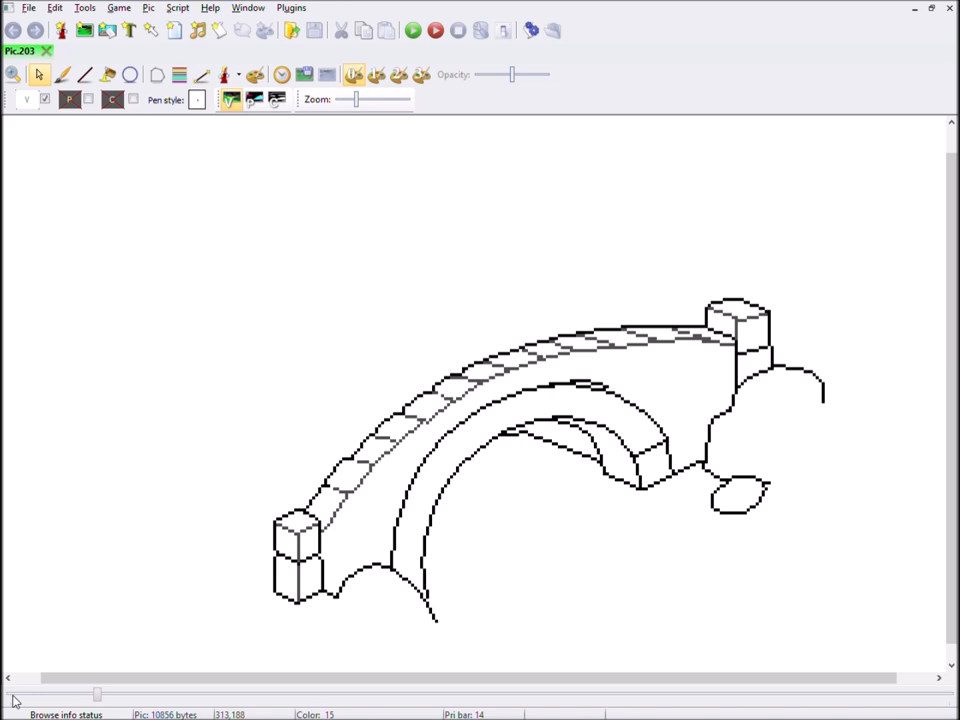 File Edit Tools Game Pic Script Help Window Plugins
Pic.203
Opacity:
V P C Pen style: V P C Zoom:
Browse info status Pic: 10856 bytes 313,188 Color: 15 Pri bar: 14